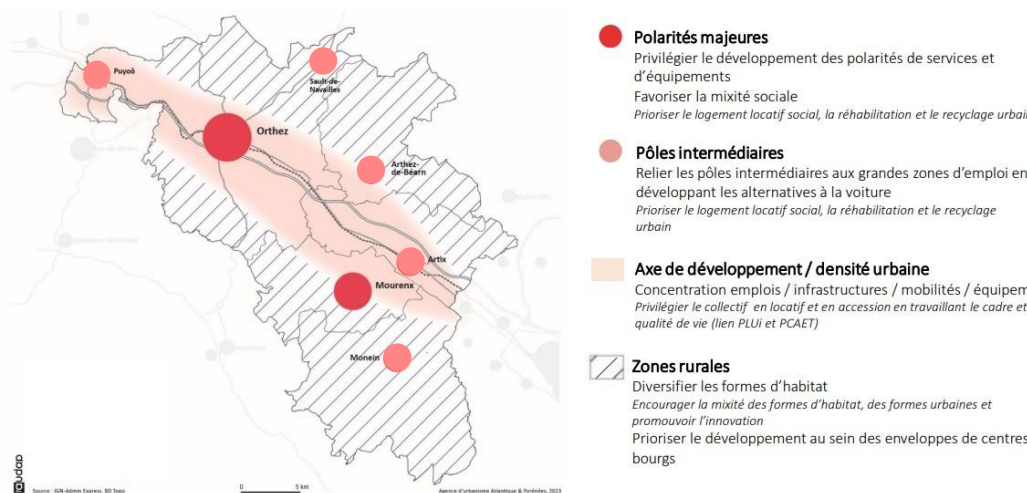 Puyoô
Sault-de-
Navailles
Orthez
Arthez-
de-Béarn
Artix
Mourenx
Monein
audap
Source : IGN-Admin Express, BD Topo
0 5 km
Agence d'urbanisme Atlantique & Pyrénées, 2023
Polarités majeures
Privilégier le développement des polarités de services et
d'équipements
Favoriser la mixité sociale
Prioriser le logement locatif social, la réhabilitation et le recyclage urbain
Pôles intermédiaires
Relier les pôles intermédiaires aux grandes zones d'emploi en
développant les alternatives à la voiture
Prioriser le logement locatif social, la réhabilitation et le recyclage
urbain
Axe de développement / densité urbaine
Concentration emplois / infrastructures / mobilités / équipem
Privilégier le collectif en locatif et en accession en travaillant le cadre et
qualité de vie (lien PLUi et PCAET)
Zones rurales
Diversifier les formes d'habitat
Encourager la mixité des formes d'habitat, des formes urbaines et
promouvoir l'innovation
Prioriser le développement au sein des enveloppes de centres
bourgs